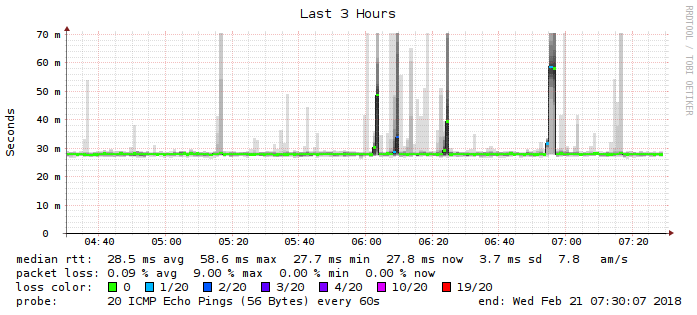 Last 3 Hours
RRDTOOL / TOBI OETIKER
Seconds
70 m
60 m
50 m
40 m
30 m
20 m
10 m
0
04:40 05:00 05:20 05:40 06:00 06:20 06:40 07:00 07:20
median rtt: 28.5 ms avg 58.6 ms max 27.7 ms min 27.8 ms now 3.7 ms sd 7.8 am/s
packet loss: 0.09 % avg 9.00 % max 0.00 % min 0.00 % now
loss color: 0 1/20 2/20 3/20 4/20 10/20 19/20
probe: 20 ICMP Echo Pings (56 Bytes) every 60s end: Wed Feb 21 07:30:07 2018